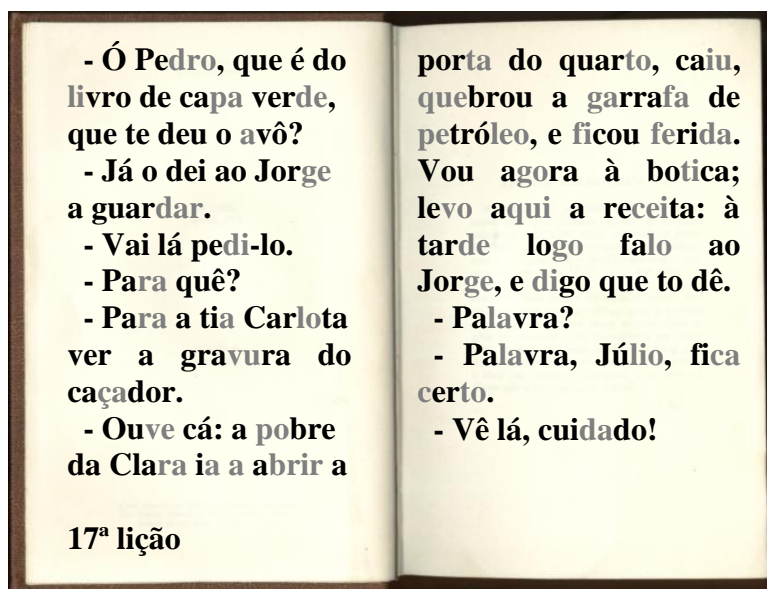 - Ó Pedro, que é do
livro de capa verde,
que te deu o avô?
- Já o dei ao Jorge
a guardar.
- Vai lá pedi-lo.
- Para quê?
- Para a tia Carlota
ver a gravura do
caçador.
- Ouve cá: a pobre
da Clara ia a abrir a
17ª lição
porta do quarto, caiu,
quebrou a garrafa de
petróleo, e ficou ferida.
Vou agora à botica;
levo aqui a receita: à
tarde logo falo ao
Jorge, e digo que to dê.
- Palavra?
- Palavra, Júlio, fica
certo.
- Vê lá, cuidado!